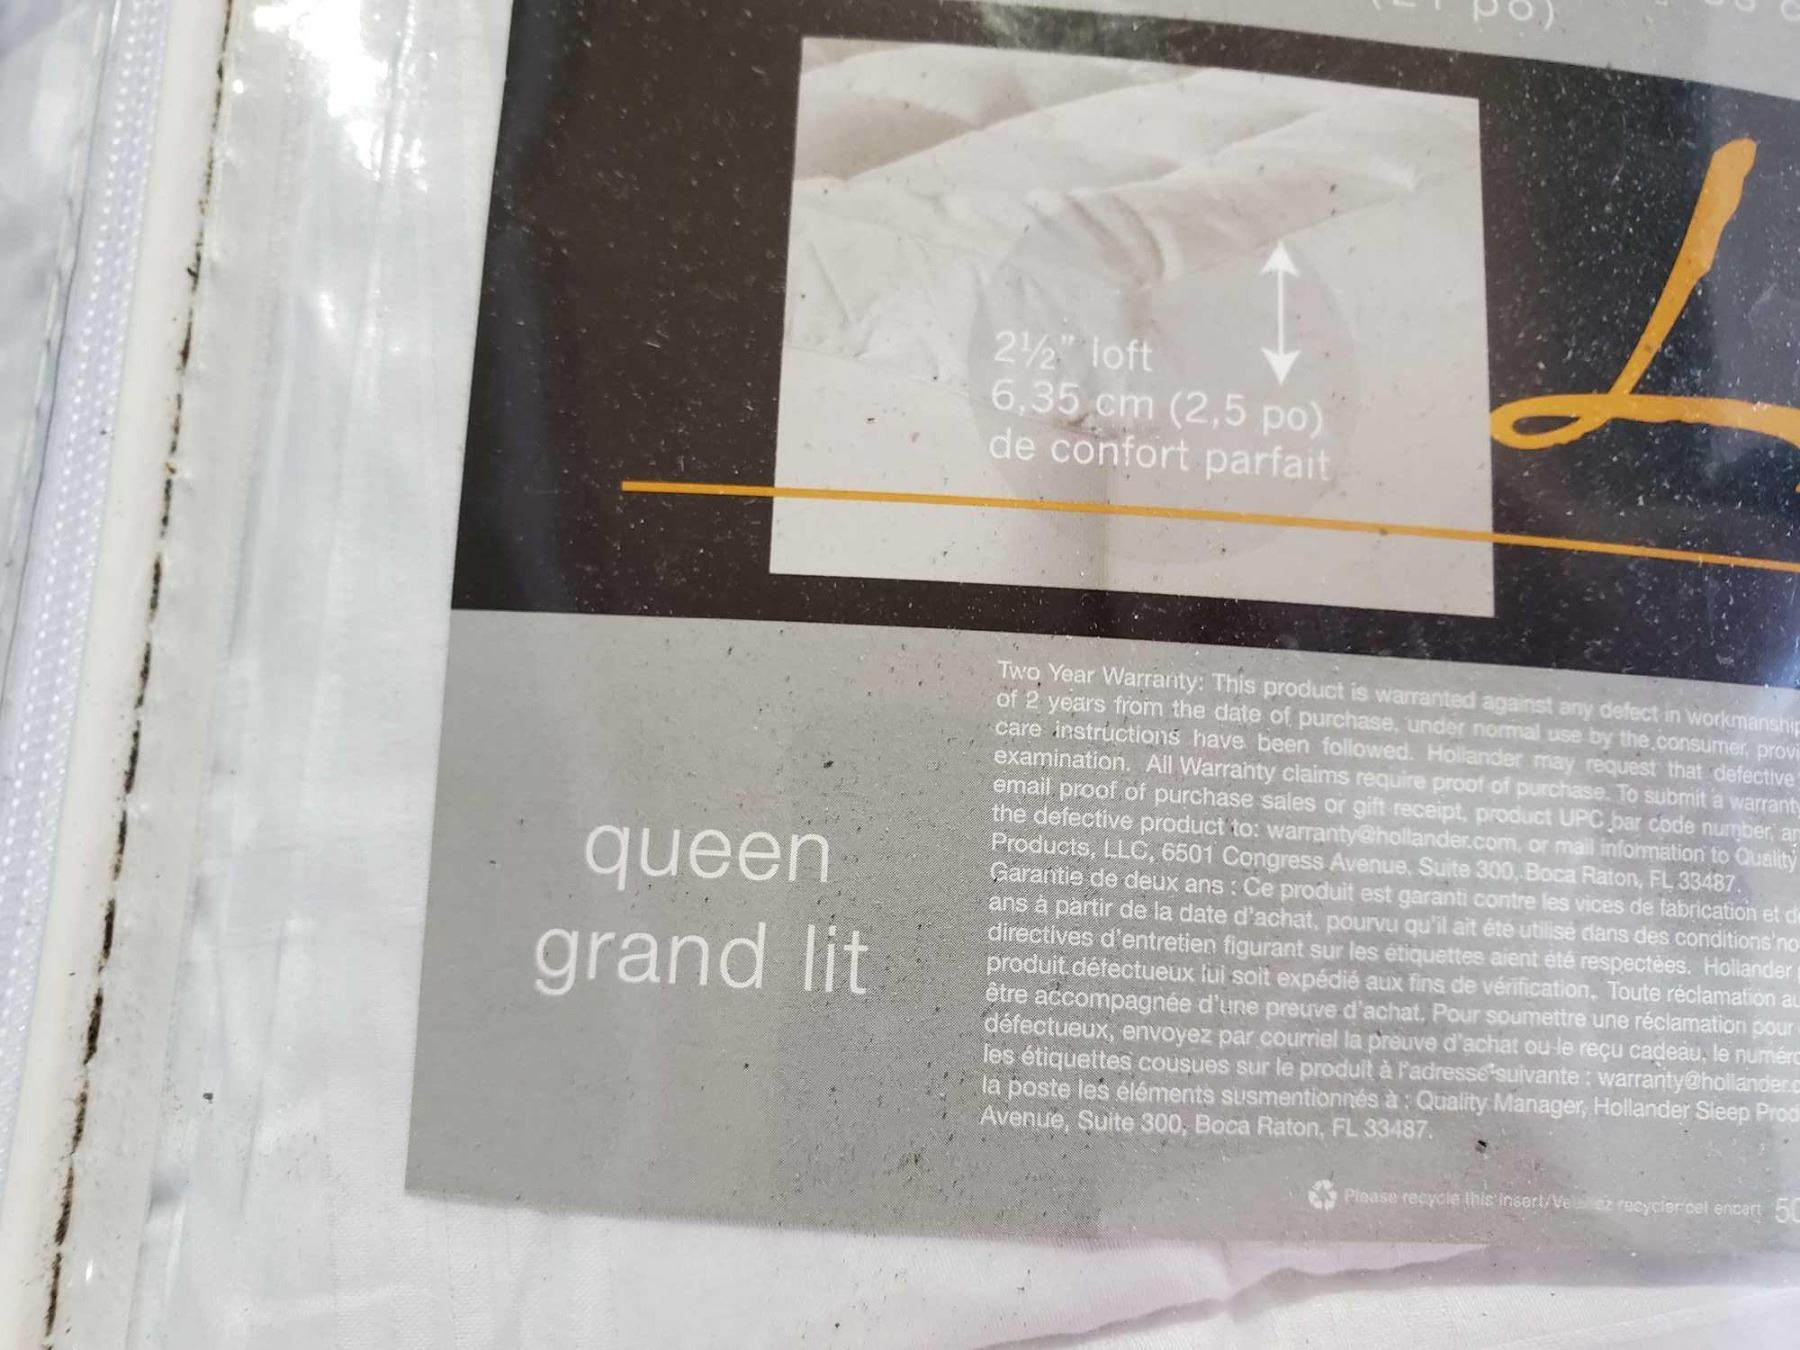 po)
2½" loft
6,35 cm (2,5 po)
de confort parfait
queen
grand lit
Two Year Warranty: This product is warranted against any defect in workmanship
of 2 years from the date of purchase, under normal use by the consumer, provi
care instructions have been followed. Hollander may request that defective
examination. All Warranty claims require proof of purchase. To submit a warranty
email proof of purchase sales or gift receipt, product UPC bar code number, an
the defective product to: warranty@hollander.com, or mail information to Quality
Products, LLC, 6501 Congress Avenue, Suite 300, Boca Raton, FL 33487.
Garantie de deux ans : Ce produit est garanti contre les vices de fabrication et de
ans à partir de la date d'achat, pourvu qu'il ait été utilisé dans des conditions no
directives d'entretien figurant sur les étiquettes aient été respectées. Hollander
produit défectueux lui soit expédié aux fins de vérification. Toute réclamation au
être accompagnée d'une preuve d'achat. Pour soumettre une réclamation pour
défectueux, envoyez par courriel la preuve d'achat ou le reçu cadeau, le numéro
les étiquettes cousues sur le produit à l'adresse suivante : warranty@hollander.c
la poste les éléments susmentionnés à : Quality Manager, Hollander Sleep Prod
Avenue, Suite 300, Boca Raton, FL 33487.
Please recycle this insert/Veuillez recycler cet encart 50